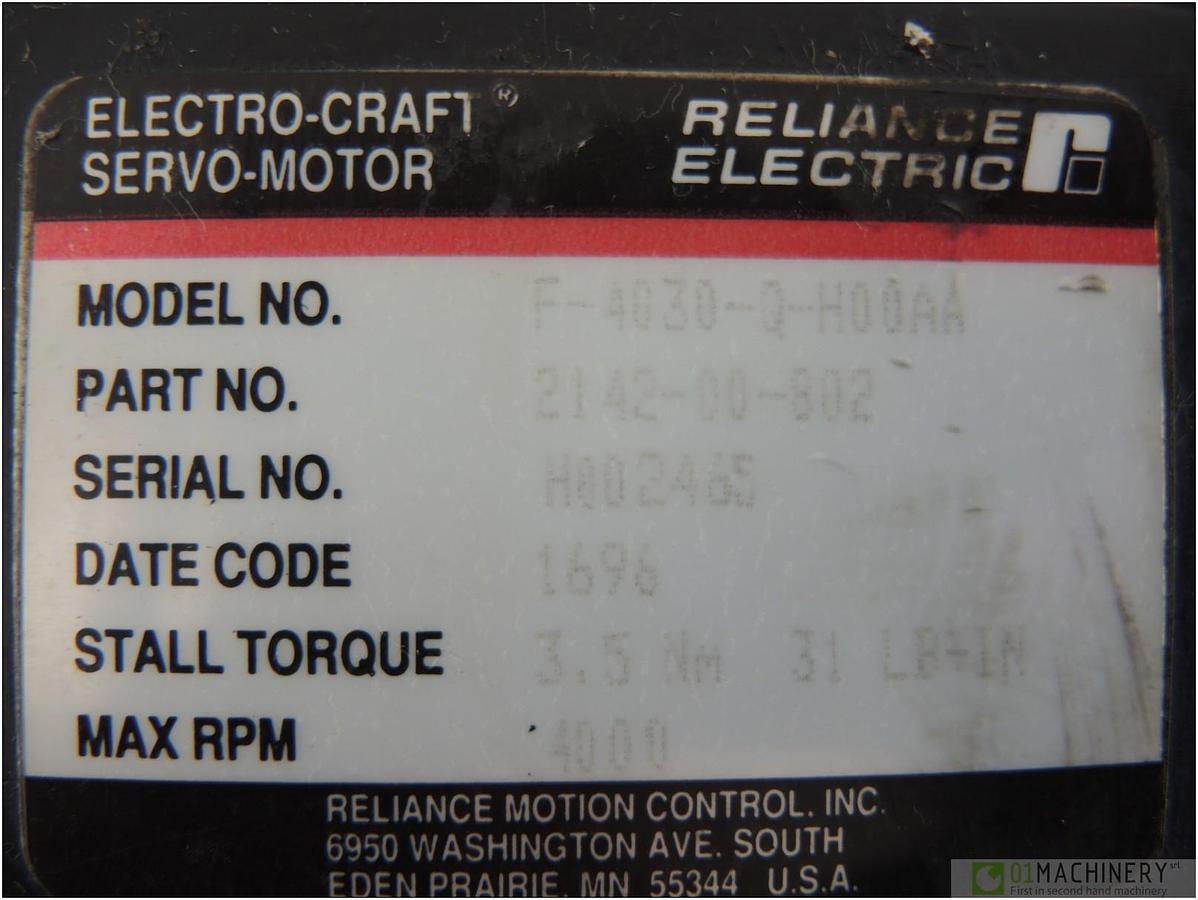 ELECTRO-CRAFT®
SERVO-MOTOR
RELIANCE
ELECTRIC
MODEL NO. F-4030-Q-H00AA
PART NO. 2142-00-802
SERIAL NO. H002465
DATE CODE 1696
STALL TORQUE 3.5 Nm 31 LB-IN
MAX RPM 4000
RELIANCE MOTION CONTROL. INC.
6950 WASHINGTON AVE. SOUTH
EDEN PRAIRIE, MN 55344 U.S.A.
01MACHINERY srl
First in second hand machinery